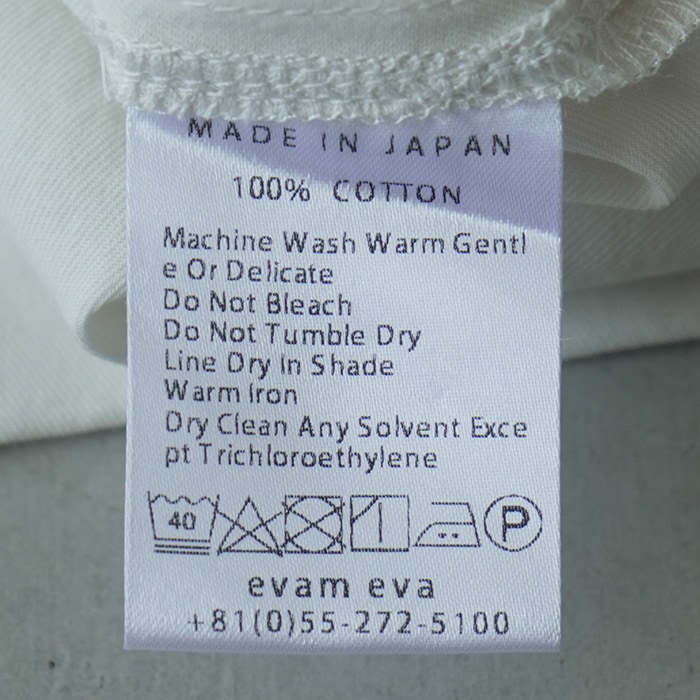 MADE IN JAPAN
100% COTTON
Machine Wash Warm Gentl
e Or Delicate
Do Not Bleach
Do Not Tumble Dry
Line Dry In Shade
Warm Iron
Dry Clean Any Solvent Exce
pt Trichloroethylene
40 P
evam eva
+81(0)55-272-5100